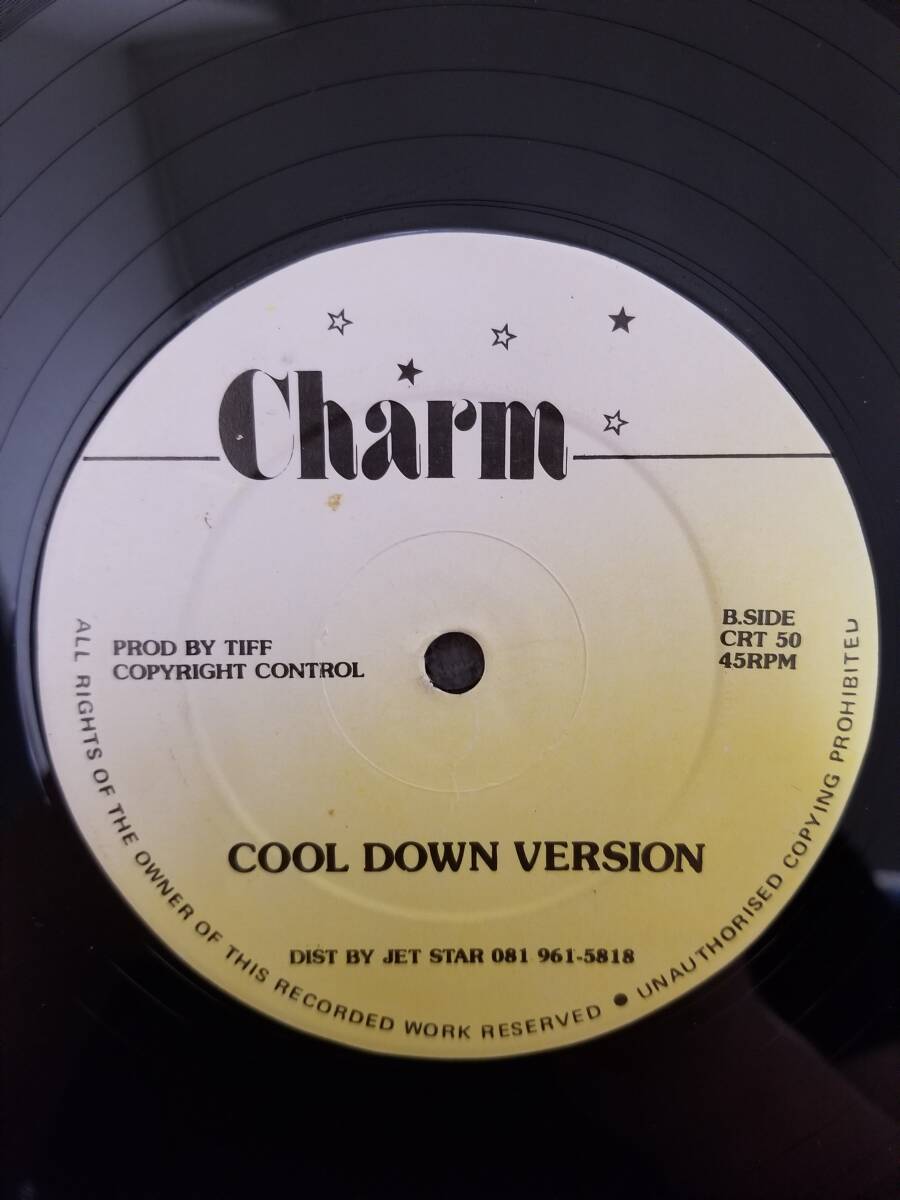 Charm
PROD BY TIFF
COPYRIGHT CONTROL
B.SIDE
CRT 50
45RPM
COOL DOWN VERSION
DIST BY JET STAR 081 961-5818
ALL RIGHTS OF THE OWNER OF THIS RECORDED WORK RESERVED ● UNAUTHORISED COPYING PROHIBITED